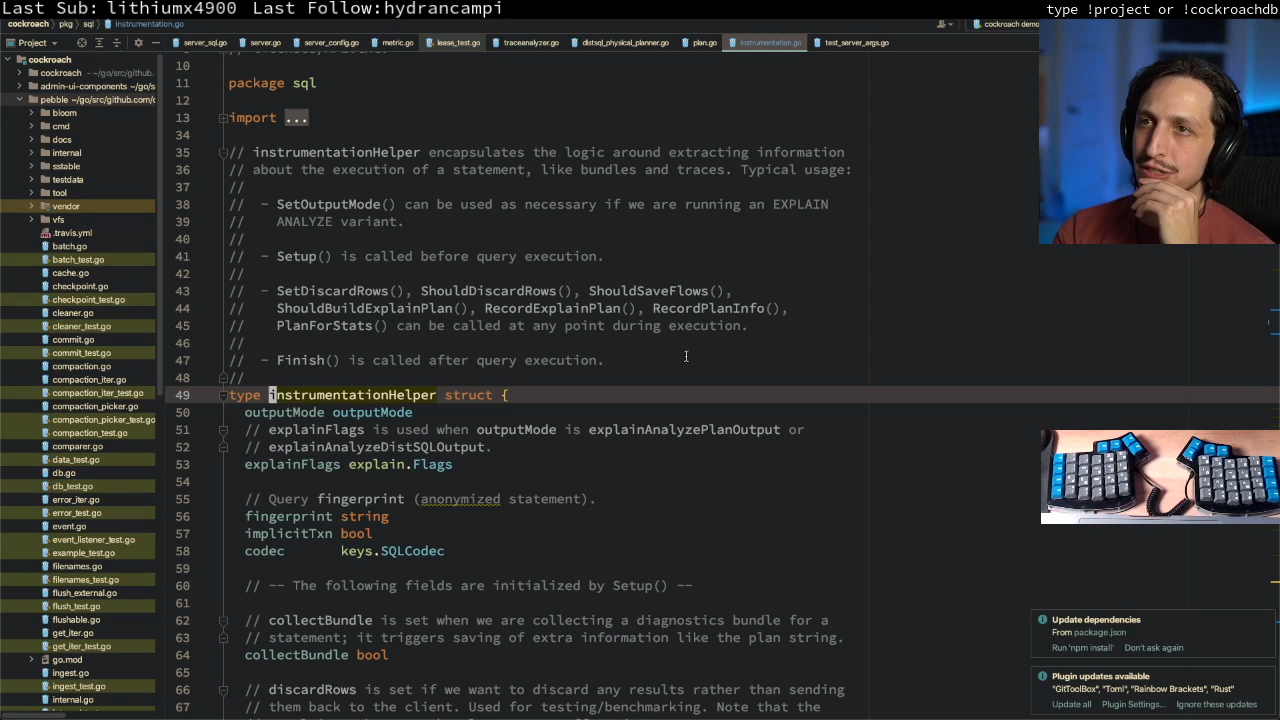 Last Sub: lithiumx4900 Last Follow:hydrancampi
type !project or !cockroachdb
cockroach pkg sql instrumentation.go
cockroach demo
Project
server_sql.go server.go server_config.go metric.go lease_test.go traceanalyzer.go distsql_physical_planner.go plan.go instrumentation.go test_server_args.go
cockroach
cockroach ~/go/src/github.
admin-ui-components ~/go/s
pebble ~/go/src/github.com/c
bloom
cmd
docs
internal
sstable
testdata
tool
vendor
vfs
.travis.yml
batch.go
batch_test.go
cache.go
checkpoint.go
checkpoint_test.go
cleaner.go
cleaner_test.go
commit.go
commit_test.go
compaction.go
compaction_iter.go
compaction_iter_test.go
compaction_picker.go
compaction_picker_test.go
compaction_test.go
comparer.go
data_test.go
db.go
db_test.go
error_iter.go
error_test.go
event.go
event_listener_test.go
example_test.go
filenames.go
filenames_test.go
flush_external.go
flush_test.go
flushable.go
get_iter.go
get_iter_test.go
go.mod
ingest.go
ingest_test.go
internal.go
10
11 package sql
12
13 import ...
34
35 // instrumentationHelper encapsulates the logic around extracting information
36 // about the execution of a statement, like bundles and traces. Typical usage:
37 //
38 //  - SetOutputMode() can be used as necessary if we are running an EXPLAIN
39 //    ANALYZE variant.
40 //
41 //  - Setup() is called before query execution.
42 //
43 //  - SetDiscardRows(), ShouldDiscardRows(), ShouldSaveFlows(),
44 //    ShouldBuildExplainPlan(), RecordExplainPlan(), RecordPlanInfo(),
45 //    PlanForStats() can be called at any point during execution.
46 //
47 //  - Finish() is called after query execution.
48 //
49 type instrumentationHelper struct {
50 outputMode outputMode
51 // explainFlags is used when outputMode is explainAnalyzePlanOutput or
52 // explainAnalyzeDistSQLOutput.
53 explainFlags explain.Flags
54
55 // Query fingerprint (anonymized statement).
56 fingerprint string
57 implicitTxn bool
58 codec       keys.SQLCodec
59
60 // -- The following fields are initialized by Setup() --
61
62 // collectBundle is set when we are collecting a diagnostics bundle for a
63 // statement; it triggers saving of extra information like the plan string.
64 collectBundle bool
65
66 // discardRows is set if we want to discard any results rather than sending
67 // them back to the client. Used for testing/benchmarking. Note that the
Update dependencies
From package.json
Run 'npm install' Don't ask again
Plugin updates available
"GitToolBox", "Toml", "Rainbow Brackets", "Rust"
Update all Plugin Settings... Ignore these updates